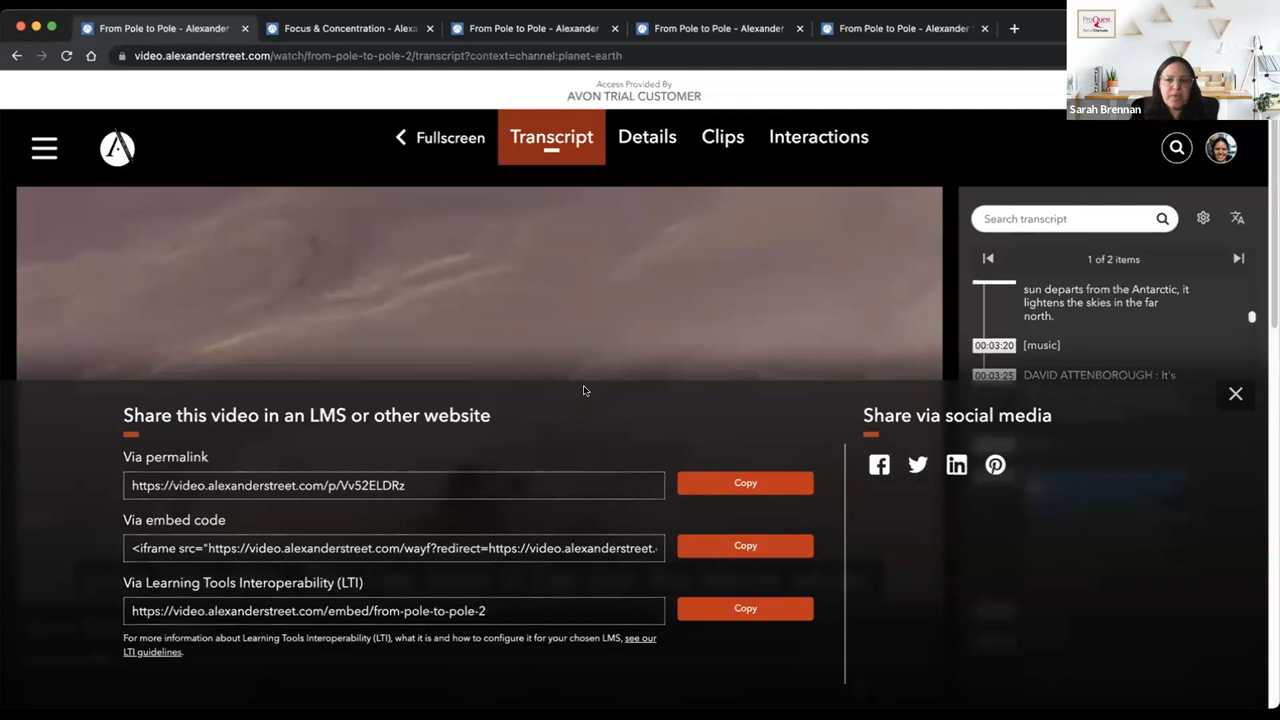 From Pole to Pole - Alexander
Focus & Concentration - Alexa
From Pole to Pole - Alexander
From Pole to Pole - Alexander
From Pole to Pole - Alexander
video.alexanderstreet.com/watch/from-pole-to-pole-2/transcript?context=channel:planet-earth
ProQuest
Part of Clarivate
Sarah Brennan
Access Provided By
AVON TRIAL CUSTOMER
Fullscreen
Transcript
Details
Clips
Interactions
Search transcript
1 of 2 items
sun departs from the Antarctic, it
lightens the skies in the far
north.
00:03:20 [music]
00:03:25 DAVID ATTENBOROUGH : It's
Share this video in an LMS or other website
Via permalink
https://video.alexanderstreet.com/p/Vv52ELDRz
Copy
Via embed code
<iframe src="https://video.alexanderstreet.com/wayf?redirect=https://video.alexanderstreet.
Copy
Via Learning Tools Interoperability (LTI)
https://video.alexanderstreet.com/embed/from-pole-to-pole-2
Copy
For more information about Learning Tools Interoperability (LTI), what it is and how to configure it for your chosen LMS, see our
LTI guidelines.
Share via social media